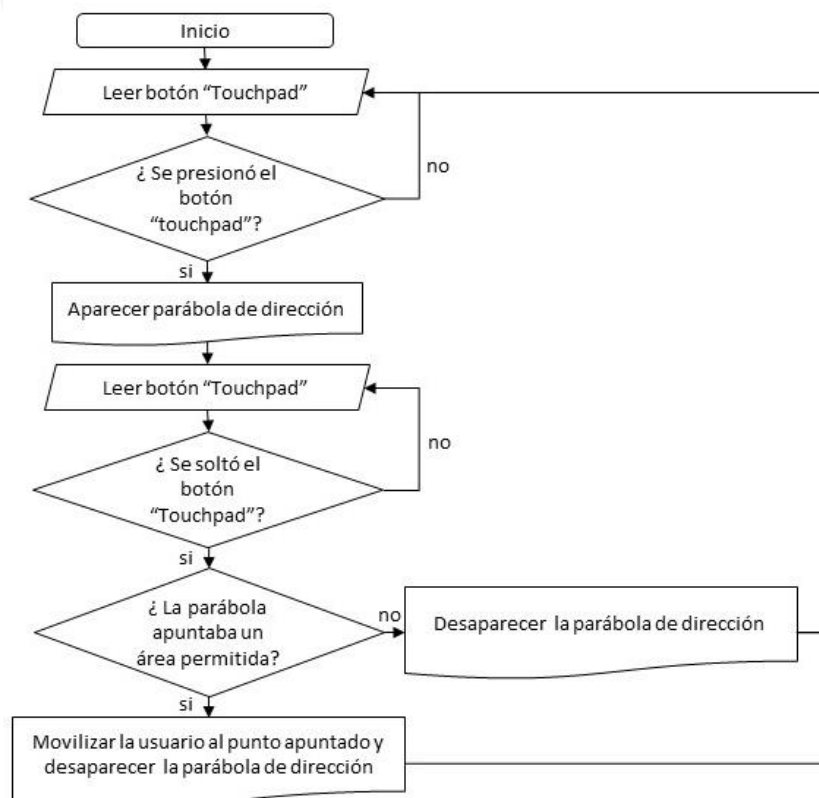 Inicio
Leer botón “Touchpad”
¿ Se presionó el
botón
“touchpad”?
no
si
Aparecer parábola de dirección
Leer botón “Touchpad”
¿ Se soltó el
botón
“Touchpad”?
no
si
¿ La parábola
apuntaba un
área permitida?
no
Desaparecer la parábola de dirección
si
Movilizar la usuario al punto apuntado y
desaparecer la parábola de dirección